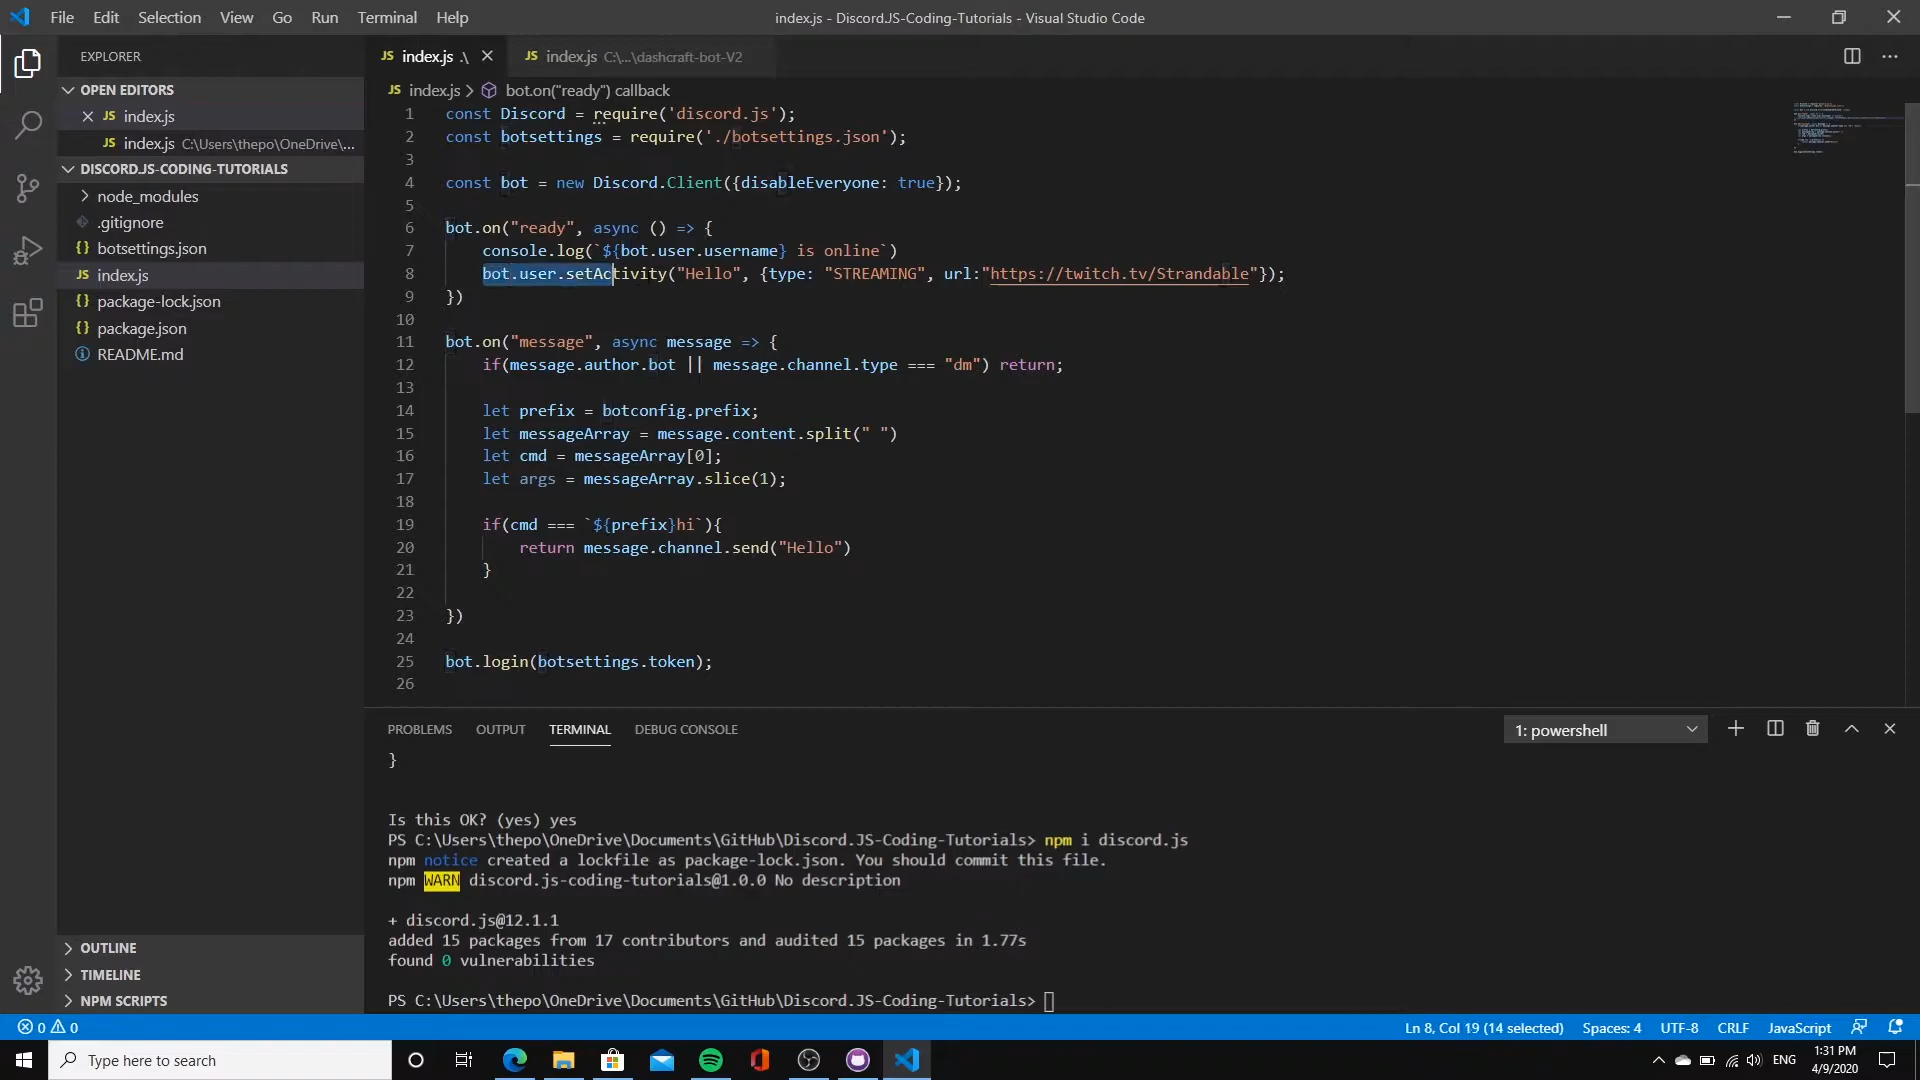 File Edit Selection View Go Run Terminal Help
index.js - Discord.JS-Coding-Tutorials - Visual Studio Code
EXPLORER
OPEN EDITORS
JS index.js
JS index.js C:\Users\thepo\OneDrive\...
DISCORD.JS-CODING-TUTORIALS
node_modules
.gitignore
{} botsettings.json
JS index.js
{} package-lock.json
{} package.json
README.md
OUTLINE
TIMELINE
NPM SCRIPTS
JS index.js .\
JS index.js C:\...\dashcraft-bot-V2
JS index.js > bot.on("ready") callback
1 const Discord = require('discord.js');
2 const botsettings = require('./botsettings.json');
3
4 const bot = new Discord.Client({disableEveryone: true});
5
6 bot.on("ready", async () => {
7 console.log(`${bot.user.username} is online`)
8 bot.user.setActivity("Hello", {type: "STREAMING", url:"https://twitch.tv/Strandable"});
9 })
10
11 bot.on("message", async message => {
12 if(message.author.bot || message.channel.type === "dm") return;
13
14 let prefix = botconfig.prefix;
15 let messageArray = message.content.split(" ")
16 let cmd = messageArray[0];
17 let args = messageArray.slice(1);
18
19 if(cmd === `${prefix}hi`){
20 return message.channel.send("Hello")
21 }
22
23 })
24
25 bot.login(botsettings.token);
26
PROBLEMS OUTPUT TERMINAL DEBUG CONSOLE
1: powershell
}
Is this OK? (yes) yes
PS C:\Users\thepo\OneDrive\Documents\GitHub\Discord.JS-Coding-Tutorials> npm i discord.js
npm notice created a lockfile as package-lock.json. You should commit this file.
npm WARN discord.js-coding-tutorials@1.0.0 No description
+ discord.js@12.1.1
added 15 packages from 17 contributors and audited 15 packages in 1.77s
found 0 vulnerabilities
PS C:\Users\thepo\OneDrive\Documents\GitHub\Discord.JS-Coding-Tutorials>
0 0
Ln 8, Col 19 (14 selected) Spaces: 4 UTF-8 CRLF JavaScript
Type here to search
ENG
1:31 PM
4/9/2020